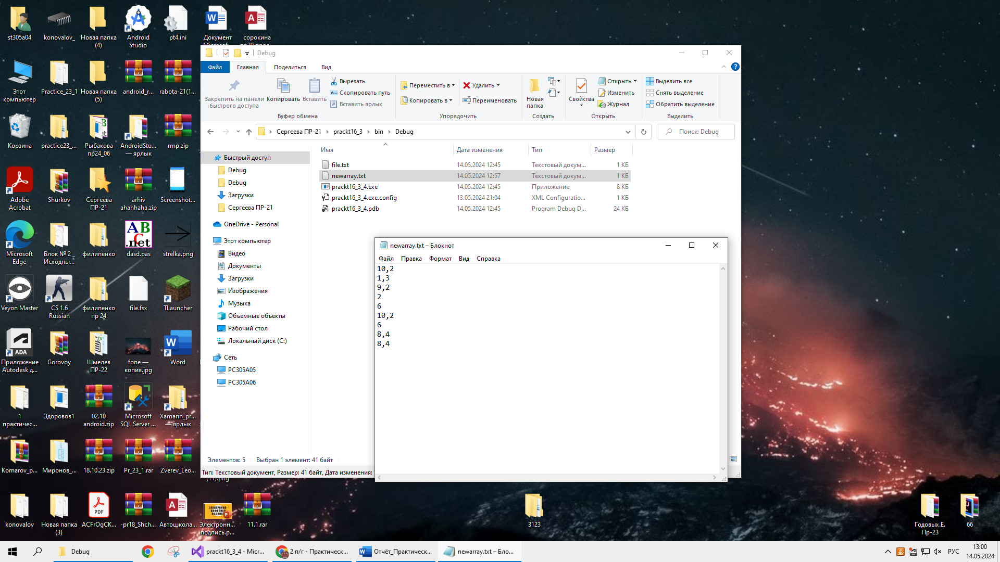 st305a04
konovalov_
Новая папка
(4)
Android
Studio
pt4.ini
Документ
сорокина
Этот
компьютер
Practice_23_1
Новая папка
(5)
android_r...
rabota-21(1...
Корзина
practice23_...
Рыбакова
пр24_06
AndroidStu...
— ярлык
rmp.zip
Adobe
Acrobat
Shurkov
Сергеева
ПР-21
arhiv
ahahhaha.zip
Screenshot...
Microsoft
Edge
Блок № 2 _
Исходны...
филипенко
ABC.net
dasd.pas
strelka.png
Veyon Master
CS 1.6
Russian
филипенко
пр 24
file.fsx
TLauncher
ADA
Приложение
Autodesk д...
Gorovoy
Шмелев
ПР-22
fone —
копия.jpg
Word
1
практичес...
Здоровов1
02.10
android.zip
Microsoft
SQL Server ...
Xamarin_pr...
— ярлык
Komarov_p...
Миронов_...
18.10.23.zip
Pr_23_1.rar
Zverev_Leo...
konovalov
Новая папка
(3)
PDF
ACFrOgCK...
-pr18_Shch...
Автошкола...
Электронн...
подпись.p...
11.1.rar
3123
Годовых.Е.
Пр-23
66
Debug
Файл
Главная
Поделиться
Вид
Закрепить на панели
быстрого доступа
Копировать
Вставить
Вырезать
Скопировать путь
Вставить ярлык
Буфер обмена
Переместить в
Копировать в
Удалить
Переименовать
Упорядочить
Новая
папка
Создать
Свойства
Открыть
Изменить
Журнал
Открыть
Выделить все
Снять выделение
Обратить выделение
Выделить
Сергеева ПР-21 › prackt16_3 › bin › Debug
Поиск: Debug
Быстрый доступ
Debug
Debug
Загрузки
Сергеева ПР-21
OneDrive - Personal
Этот компьютер
Видео
Документы
Загрузки
Изображения
Музыка
Объемные объекты
Рабочий стол
Локальный диск (C:)
Сеть
PC305A05
PC305A06
Имя Дата изменения Тип Размер
file.txt 14.05.2024 12:45 Текстовый докум... 1 КБ
newarray.txt 14.05.2024 12:57 Текстовый докум... 1 КБ
prackt16_3_4.exe 14.05.2024 12:45 Приложение 8 КБ
prackt16_3_4.exe.config 13.05.2024 21:04 XML Configuratio... 1 КБ
prackt16_3_4.pdb 14.05.2024 12:45 Program Debug D... 24 КБ
Элементов: 5 Выбран 1 элемент: 41 байт
Тип: Текстовый документ, Размер: 41 байт, Дата изменения:
(11).png
newarray.txt – Блокнот
Файл Правка Формат Вид Справка
10,2
1,3
9,2
2
6
10,2
6
8,4
8,4
Debug
prackt16_3_4 - Micr...
2 п/г - Практическ...
Отчёт_Практическ...
newarray.txt – Бло...
РУС
13:00
14.05.2024